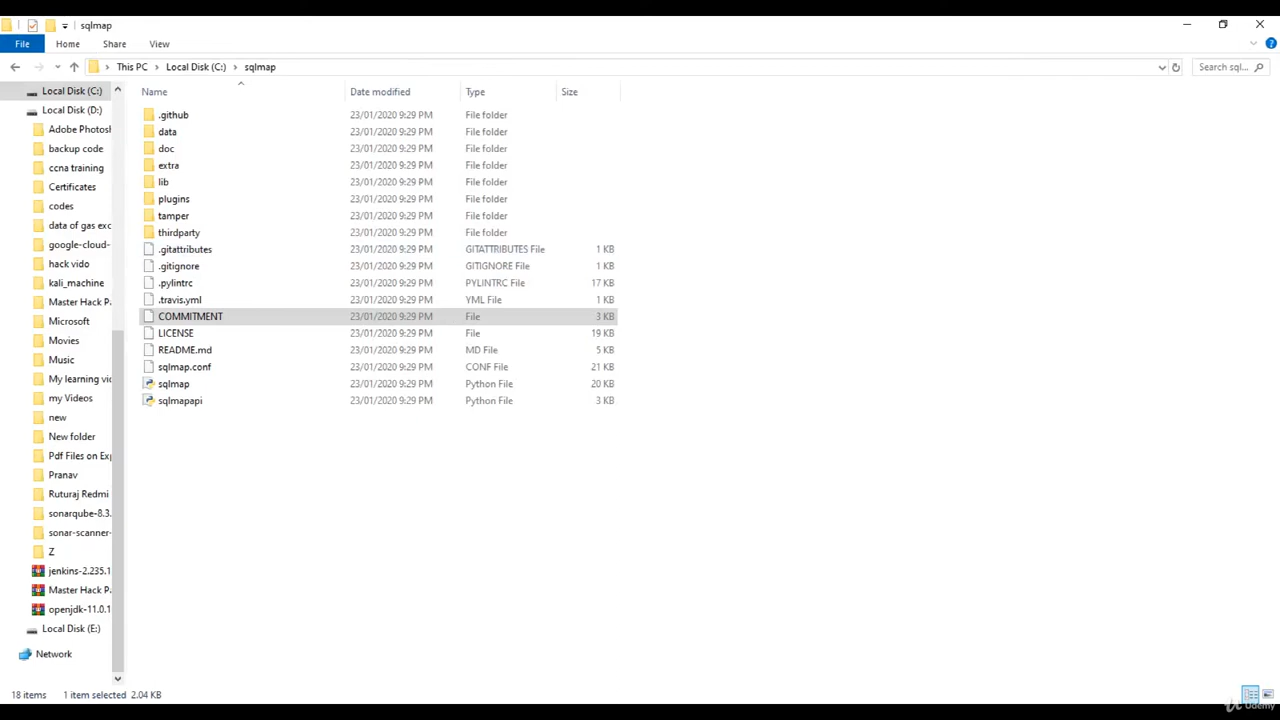 sqlmap
File Home Share View
This PC Local Disk (C:) sqlmap Search sql...
Name Date modified Type Size
Local Disk (C:)
Local Disk (D:)
Adobe Photosh
backup code
ccna training
Certificates
codes
data of gas exc
google-cloud-
hack vido
kali_machine
Master Hack P
Microsoft
Movies
Music
My learning vic
my Videos
new
New folder
Pdf Files on Exp
Pranav
Ruturaj Redmi
sonarqube-8.3.
sonar-scanner-
Z
jenkins-2.235.1
Master Hack P
openjdk-11.0.1
Local Disk (E:)
Network
.github 23/01/2020 9:29 PM File folder
data 23/01/2020 9:29 PM File folder
doc 23/01/2020 9:29 PM File folder
extra 23/01/2020 9:29 PM File folder
lib 23/01/2020 9:29 PM File folder
plugins 23/01/2020 9:29 PM File folder
tamper 23/01/2020 9:29 PM File folder
thirdparty 23/01/2020 9:29 PM File folder
.gitattributes 23/01/2020 9:29 PM GITATTRIBUTES File 1 KB
.gitignore 23/01/2020 9:29 PM GITIGNORE File 1 KB
.pylintrc 23/01/2020 9:29 PM PYLINTRC File 17 KB
.travis.yml 23/01/2020 9:29 PM YML File 1 KB
COMMITMENT 23/01/2020 9:29 PM File 3 KB
LICENSE 23/01/2020 9:29 PM File 19 KB
README.md 23/01/2020 9:29 PM MD File 5 KB
sqlmap.conf 23/01/2020 9:29 PM CONF File 21 KB
sqlmap 23/01/2020 9:29 PM Python File 20 KB
sqlmapapi 23/01/2020 9:29 PM Python File 3 KB
18 items 1 item selected 2.04 KB
Udemy